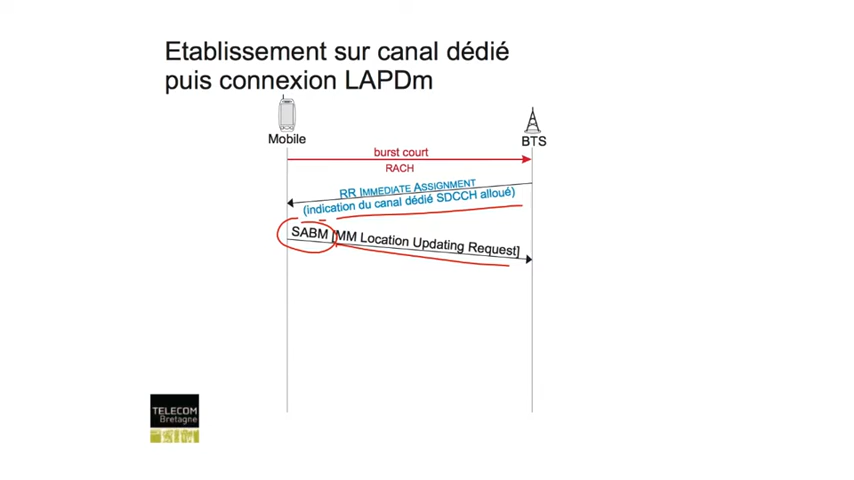 Etablissement sur canal dédié
puis connexion LAPDm
Mobile
BTS
burst court
RACH
RR IMMEDIATE ASSIGNMENT
(indication du canal dédié SDCCH alloué)
SABM [MM Location Updating Request]
TELECOM
Bretagne